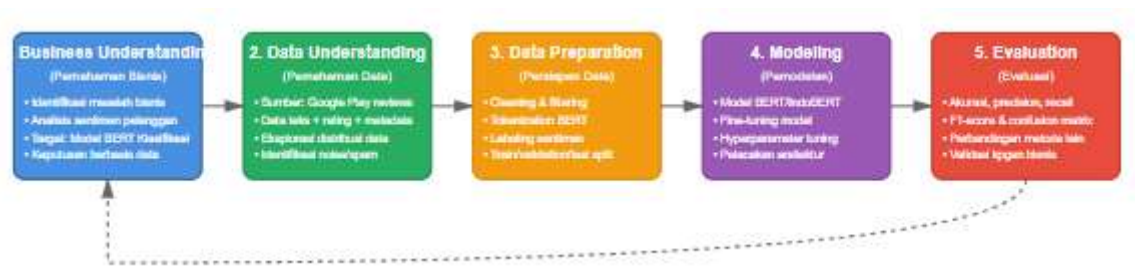 Business Understandin
(Pemahaman Bisnis)
• Identifikasi masalah bisnis
• Analisis sentimen pelanggan
• Target: Model BERT Klasifikasi
• Keputusan berbasis data
2. Data Understanding
(Pemahaman Data)
• Sumber: Google Play reviews
• Data teks + rating + metadata
• Eksplorasi distribusi data
• Identifikasi noise/spam
3. Data Preparation
(Persiapan Data)
• Cleaning & filtering
• Tokenization BERT
• Labeling sentimen
• Train/validation/test split
4. Modeling
(Pemodelan)
• Model BERT/IndoBERT
• Fine-tuning model
• Hyperparameter tuning
• Pelacakan arsitektur
5. Evaluation
(Evaluasi)
• Akurasi, precision, recall
• F1-score & confusion matrix
• Perbandingan metode lain
• Validasi bisnis